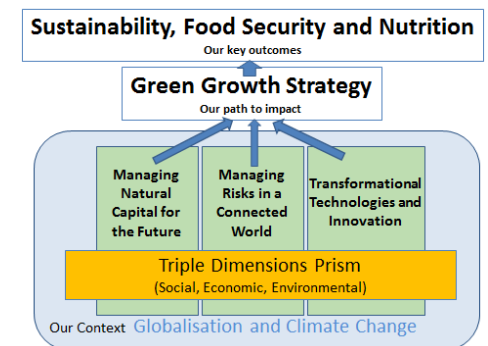 Sustainability, Food Security and Nutrition
Our key outcomes
Green Growth Strategy
Our path to impact
Managing
Natural
Capital for
the Future
Managing
Risks in a
Connected
World
Transformational
Technologies and
Innovation
Triple Dimensions Prism
(Social, Economic, Environmental)
Our Context Globalisation and Climate Change